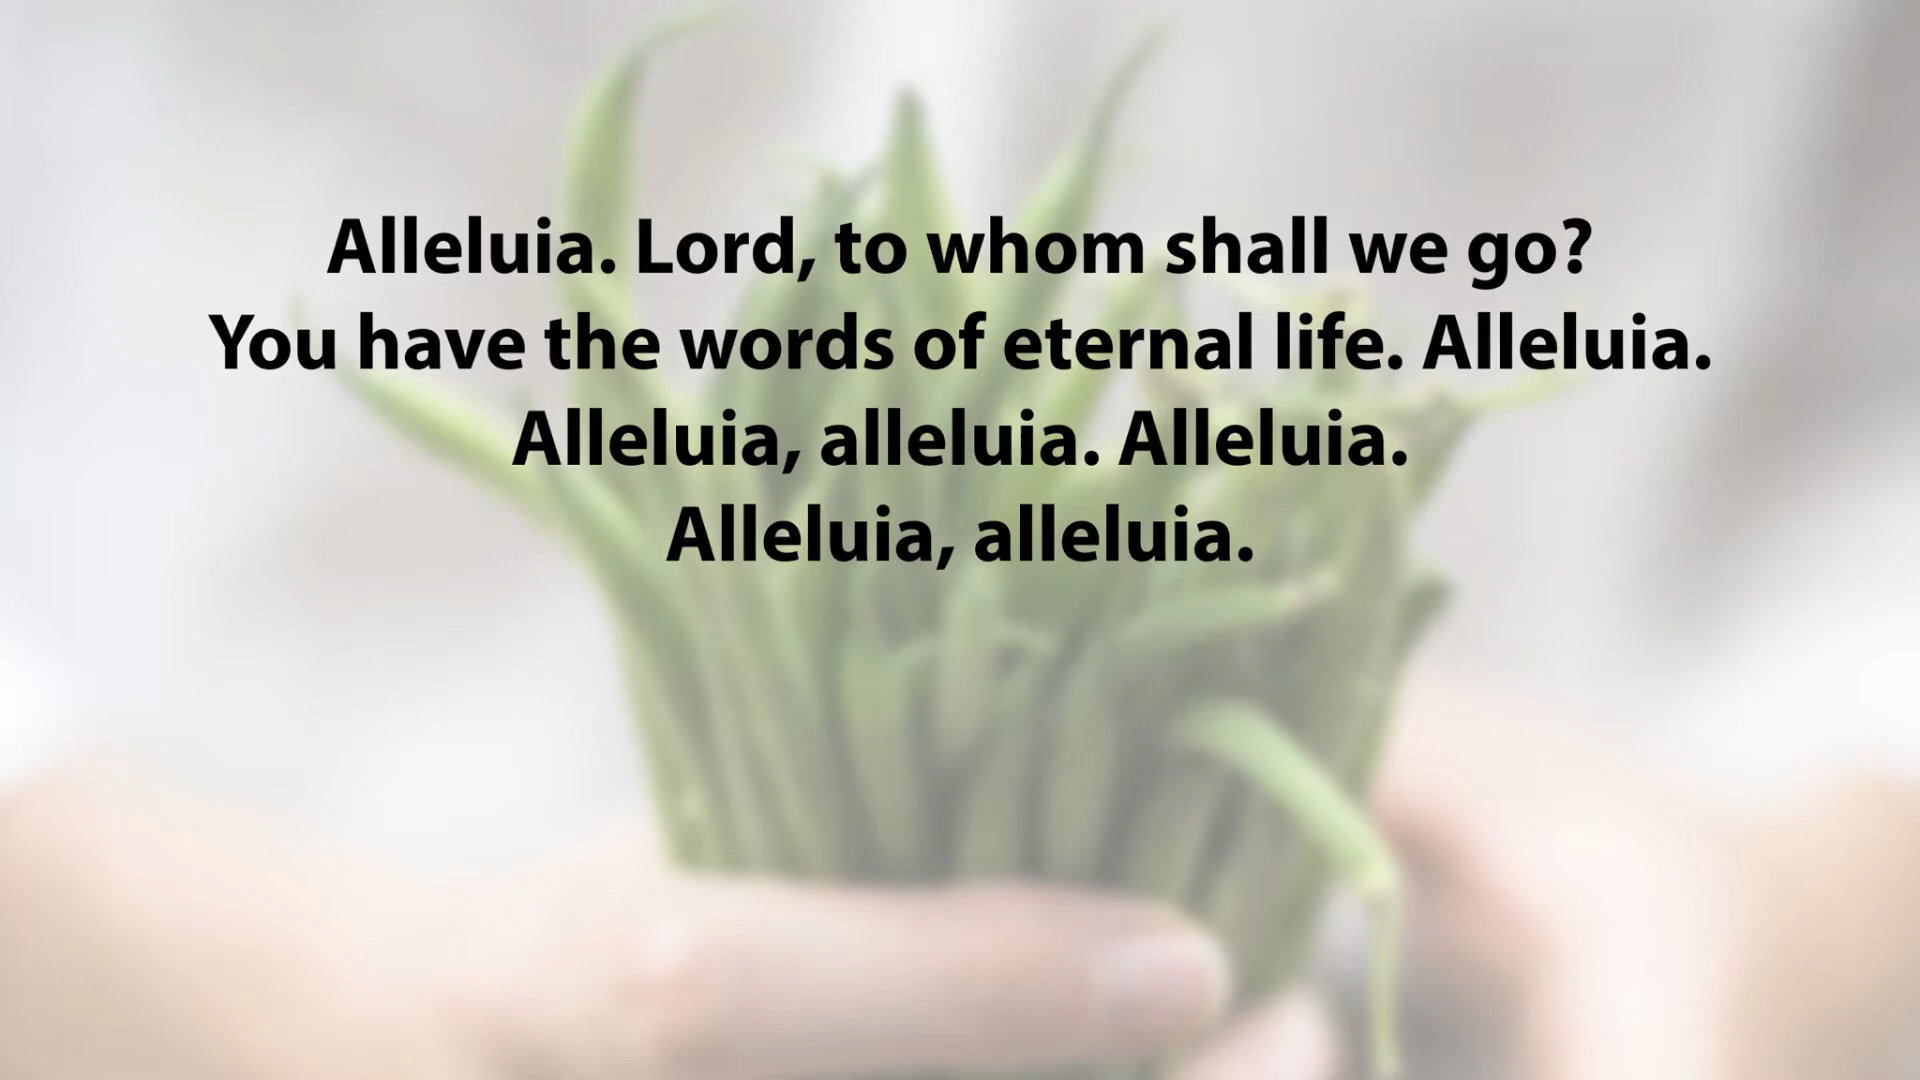 Alleluia. Lord, to whom shall we go?
You have the words of eternal life. Alleluia.
Alleluia, alleluia. Alleluia.
Alleluia, alleluia.